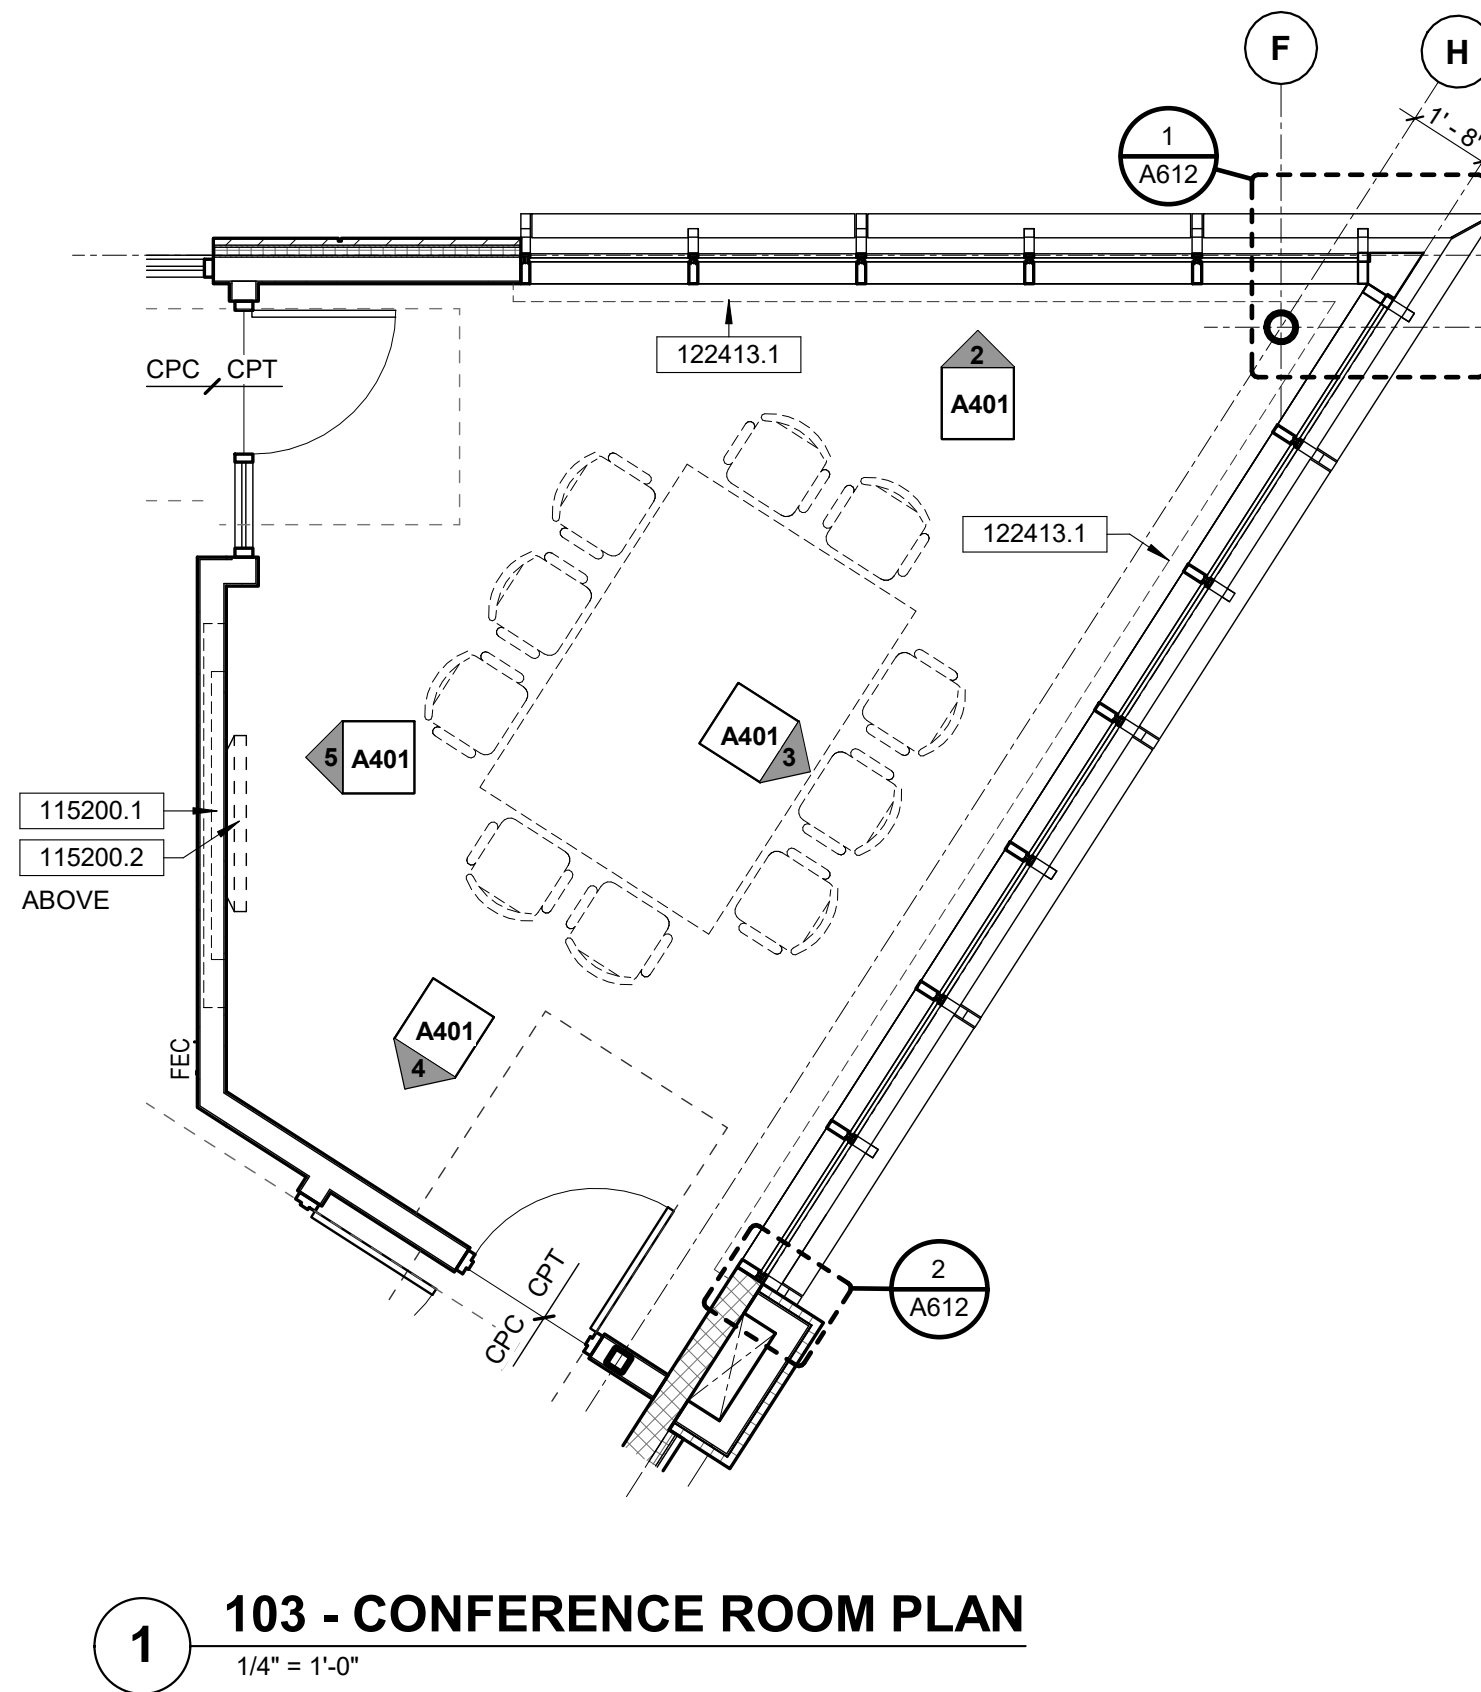 F
H
1' - 8"
1
A612
122413.1
CPC
CPT
2
A401
122413.1
A401
3
5
A401
115200.1
115200.2
ABOVE
A401
4
FEC
CPT
CPC
2
A612
1
103 - CONFERENCE ROOM PLAN
1/4" = 1'-0"